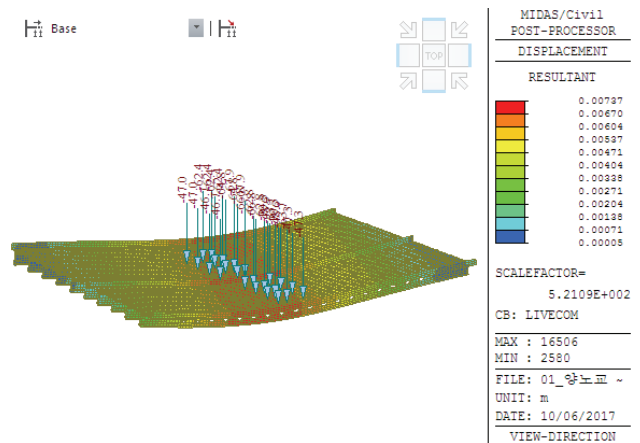 Base
TOP
-47.0
-47.0
MIDAS/Civil
POST-PROCESSOR
DISPLACEMENT
RESULTANT
0.00737
0.00670
0.00604
0.00537
0.00471
0.00404
0.00338
0.00271
0.00204
0.00138
0.00071
0.00005
SCALEFACTOR=
5.2109E+002
CB: LIVECOM
MAX : 16506
MIN : 2580
FILE: 01_양노교 ~
UNIT: m
DATE: 10/06/2017
VIEW-DIRECTION